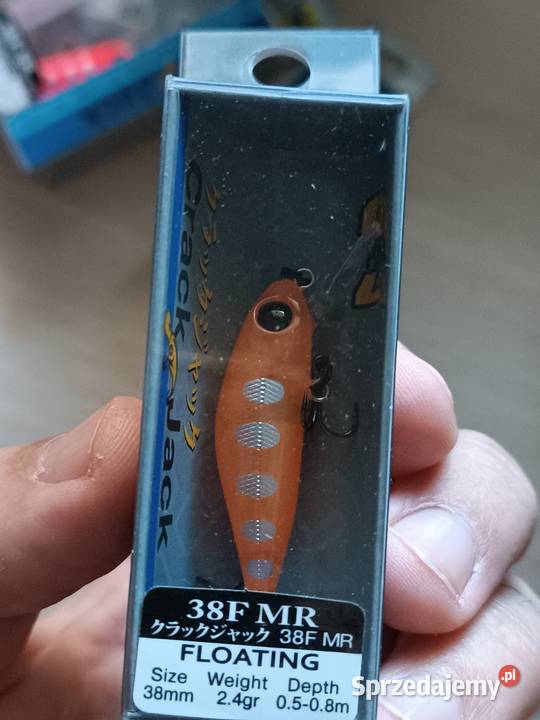 Crack Jack
クラックジャック
38F MR
クラックジャック 38F MR
FLOATING
Size Weight Depth
38mm 2.4gr 0.5-0.8m
Sprzedajemy.pl